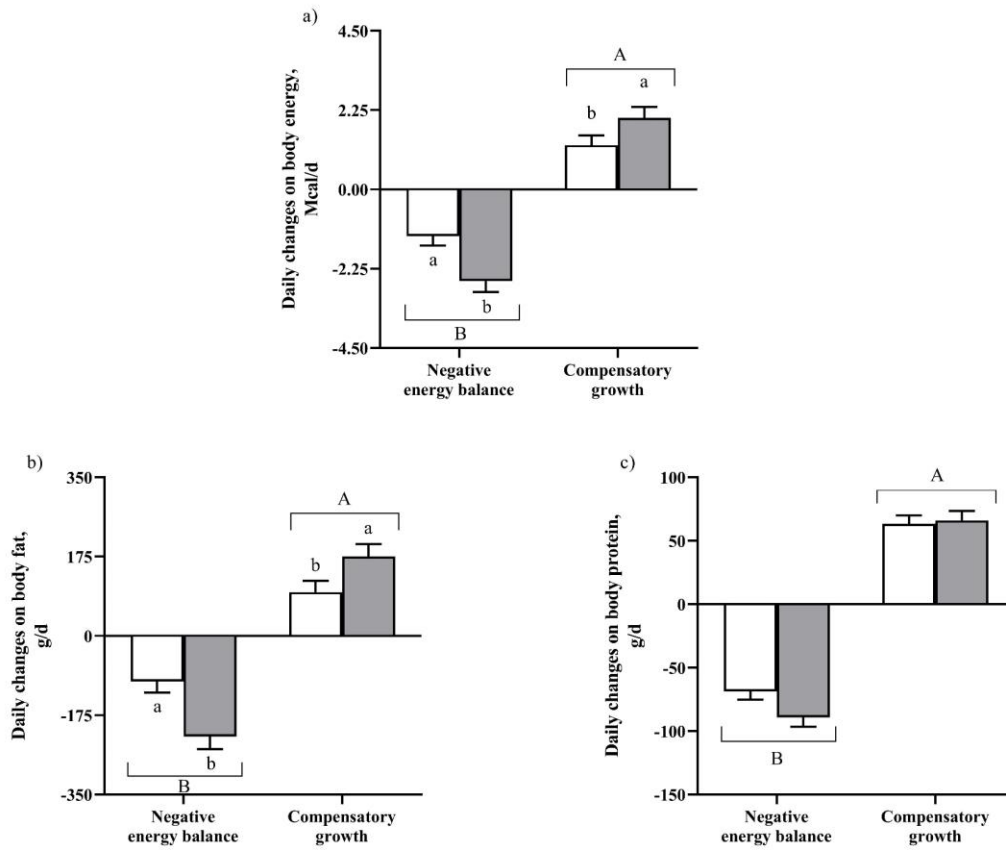 a)
Daily changes on body energy,
Mcal/d
4.50
2.25
0.00
-2.25
-4.50
A
b
a
a
b
B
Negative
energy balance
Compensatory
growth
b)
Daily changes on body fat,
g/d
350
175
0
-175
-350
A
b
a
a
b
B
Negative
energy balance
Compensatory
growth
c)
Daily changes on body protein,
g/d
100
50
0
-50
-100
-150
A
B
Negative
energy balance
Compensatory
growth